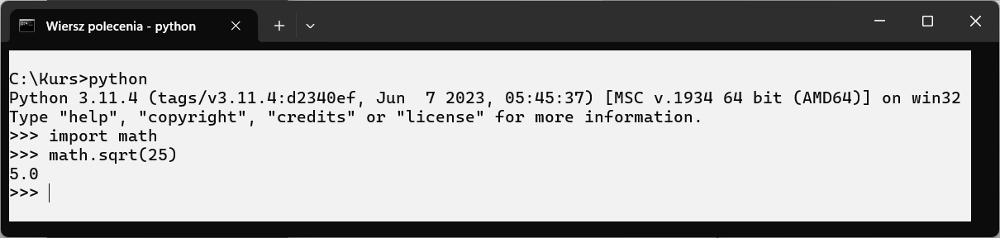 Wiersz polecenia - python
C:\Kurs>python
Python 3.11.4 (tags/v3.11.4:d2340ef, Jun  7 2023, 05:45:37) [MSC v.1934 64 bit (AMD64)] on win32
Type "help", "copyright", "credits" or "license" for more information.
>>> import math
>>> math.sqrt(25)
5.0
>>>